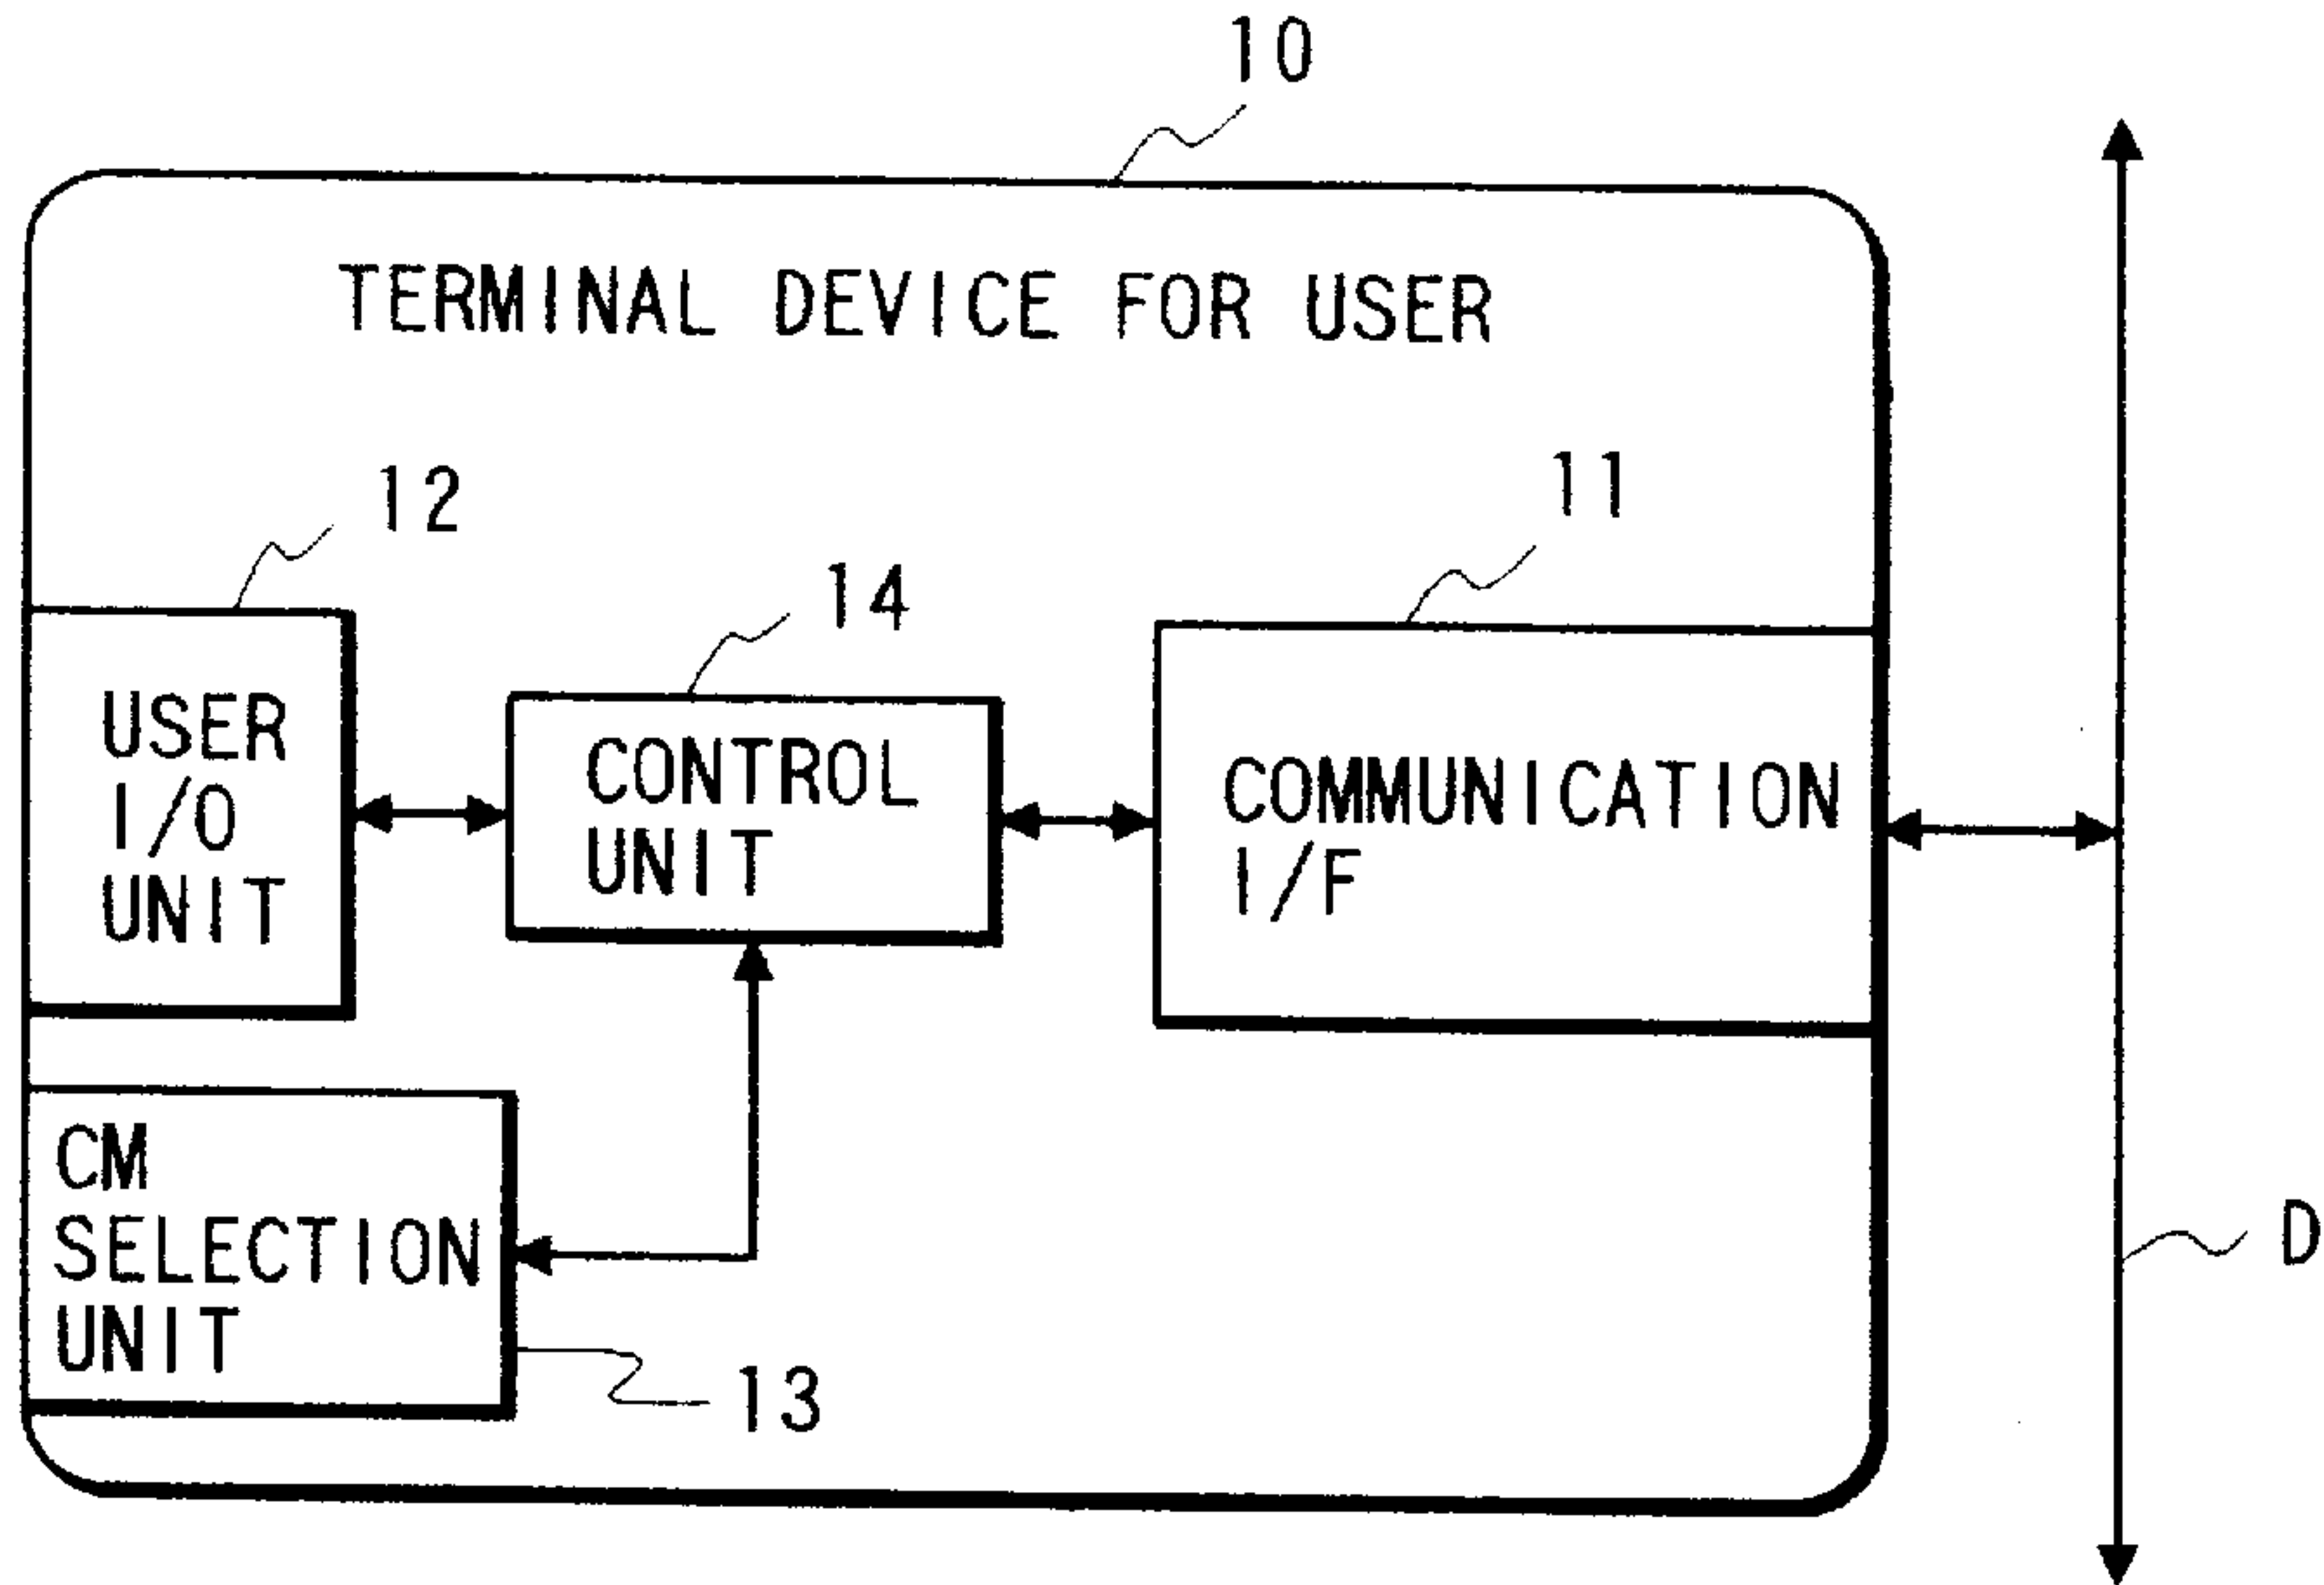 10
TERMINAL DEVICE FOR USER
12
11
14
USER
I/O
UNIT
CONTROL
UNIT
COMMUNICATION
I/F
CM
SELECTION
UNIT
13
D